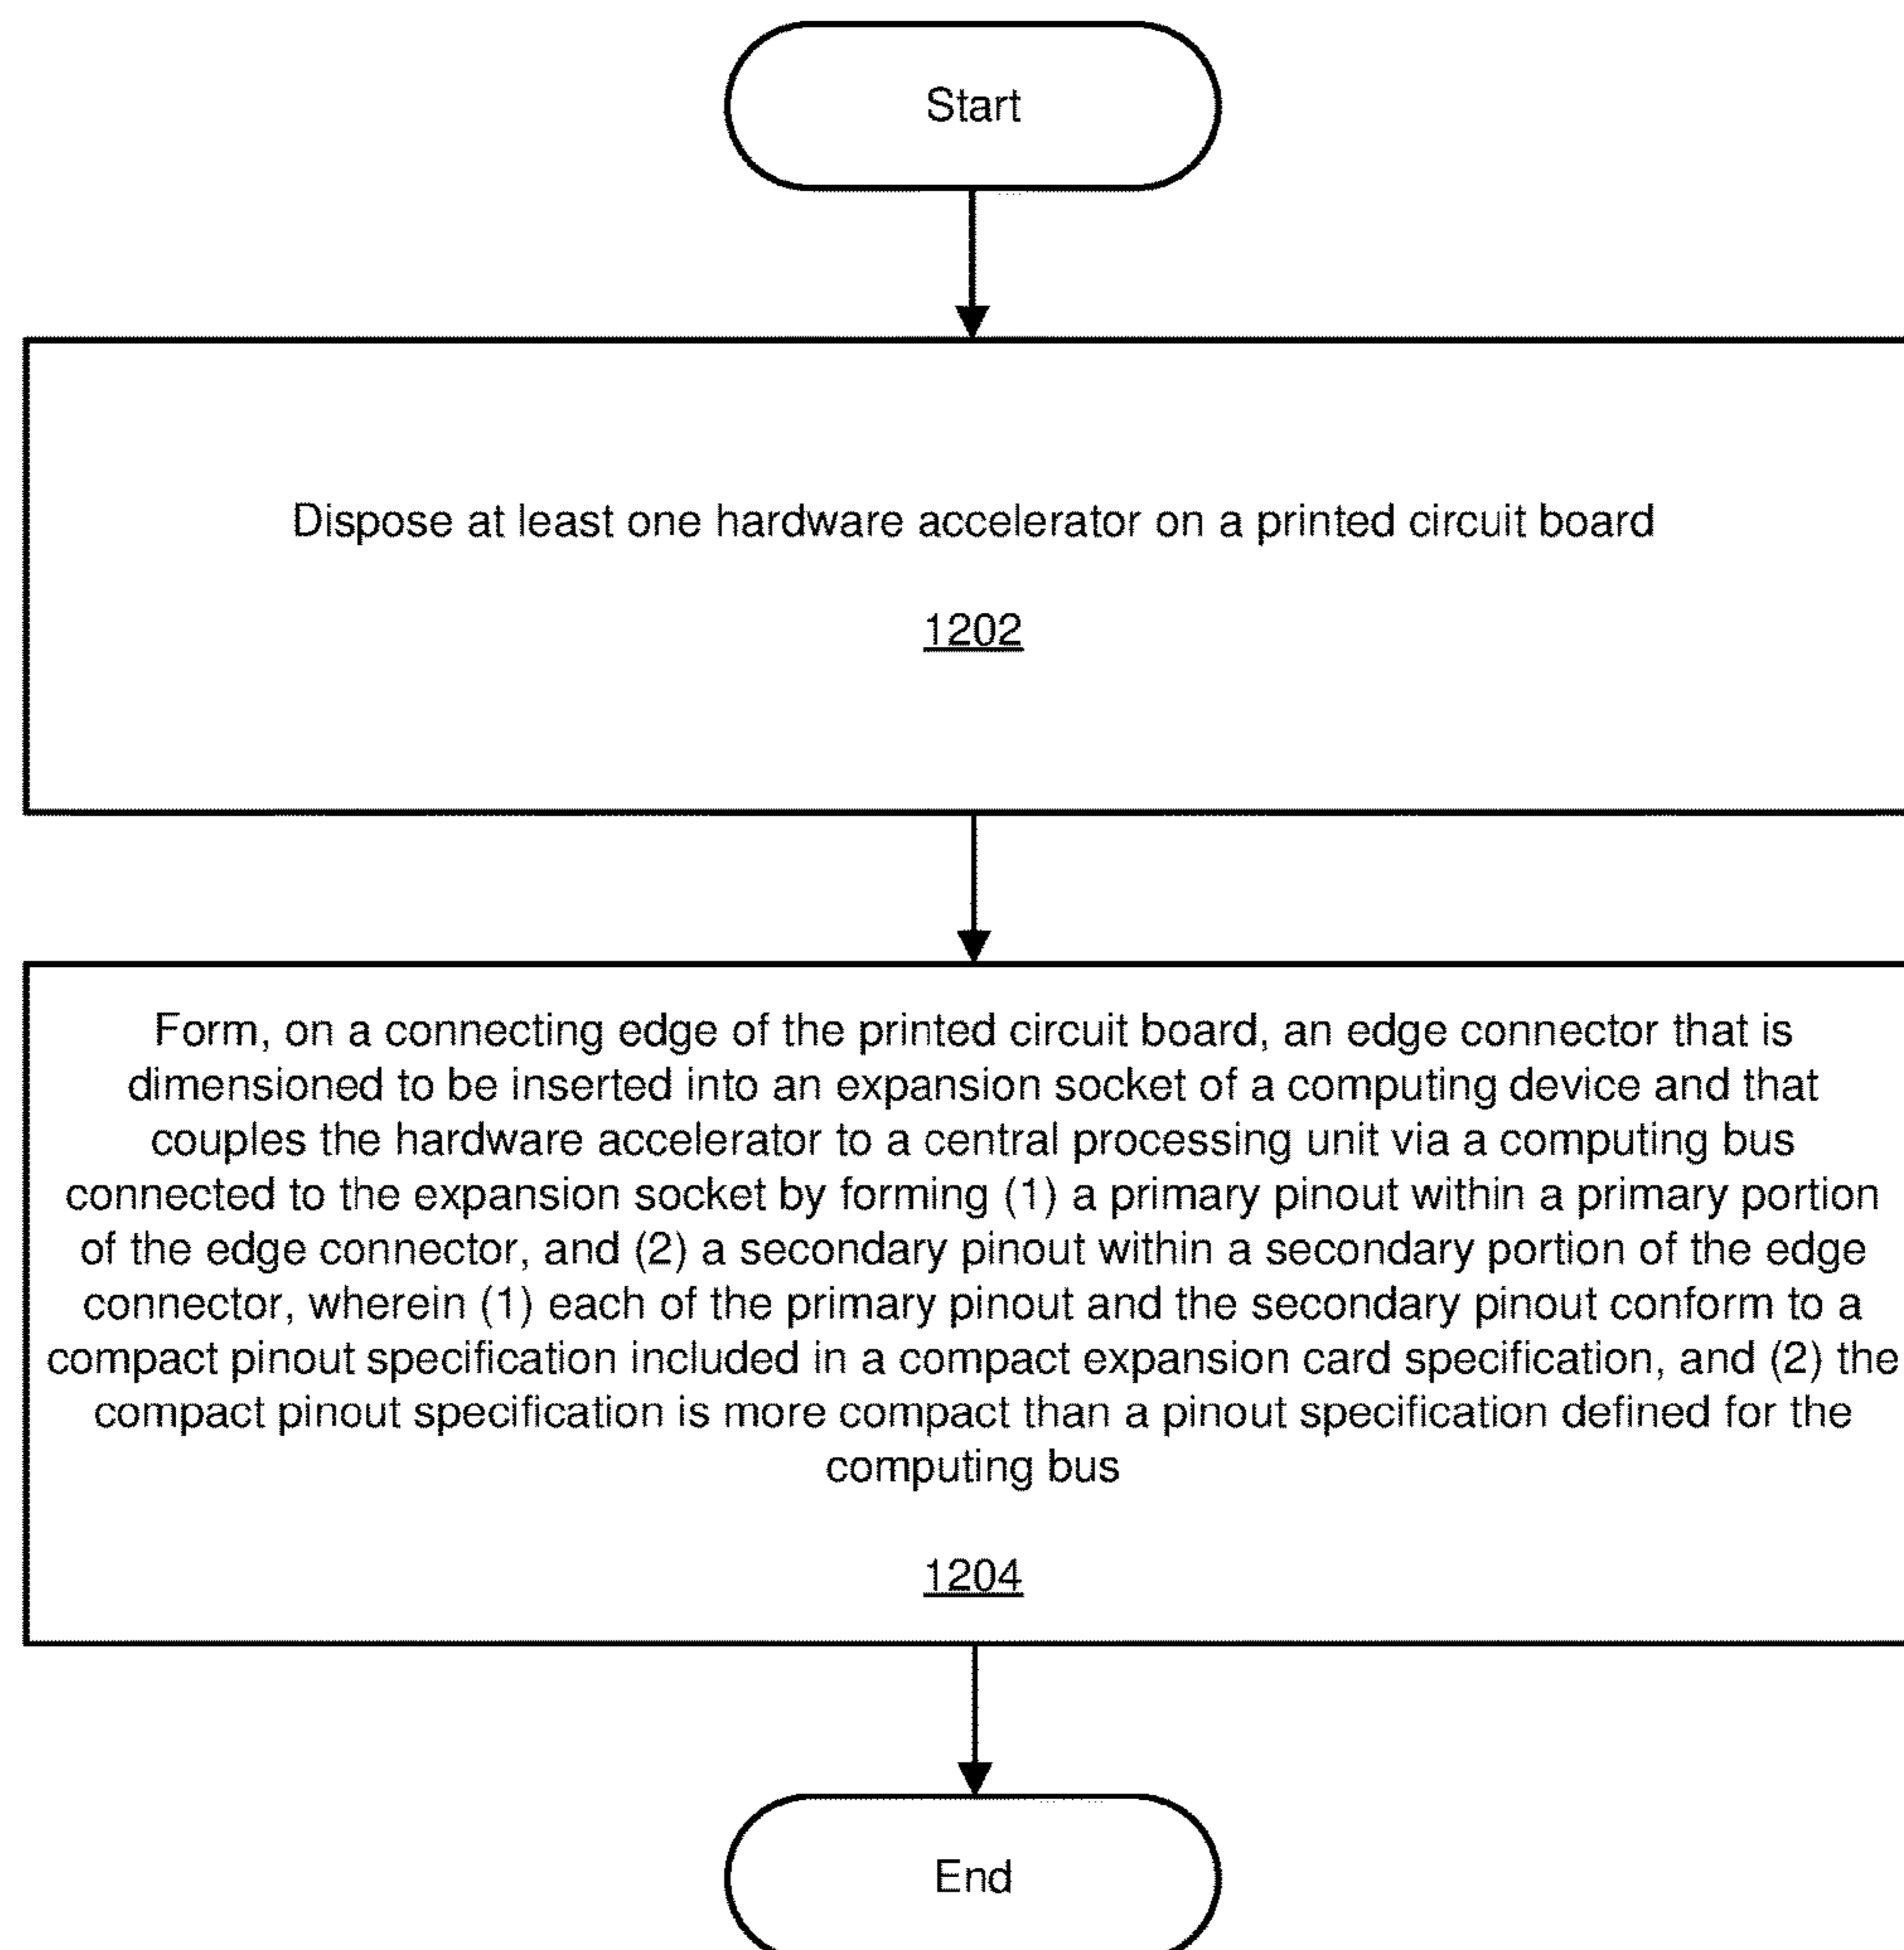 Start
Dispose at least one hardware accelerator on a printed circuit board
1202
Form, on a connecting edge of the printed circuit board, an edge connector that is
dimensioned to be inserted into an expansion socket of a computing device and that
couples the hardware accelerator to a central processing unit via a computing bus
connected to the expansion socket by forming (1) a primary pinout within a primary portion
of the edge connector, and (2) a secondary pinout within a secondary portion of the edge
connector, wherein (1) each of the primary pinout and the secondary pinout conform to a
compact pinout specification included in a compact expansion card specification, and (2) the
compact pinout specification is more compact than a pinout specification defined for the
computing bus
1204
End